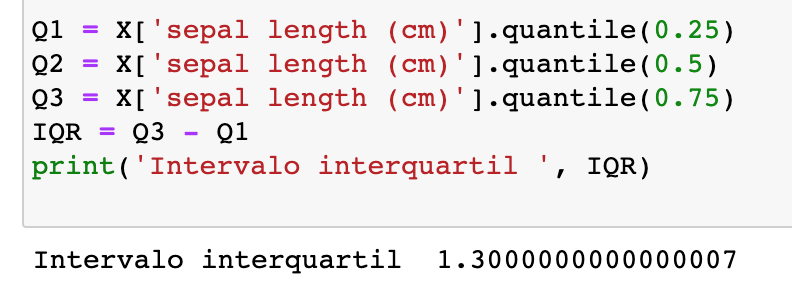 Q1 = X['sepal length (cm)'].quantile(0.25)
Q2 = X['sepal length (cm)'].quantile(0.5)
Q3 = X['sepal length (cm)'].quantile(0.75)
IQR = Q3 - Q1
print('Intervalo interquartil ', IQR)
Intervalo interquartil  1.3000000000000007